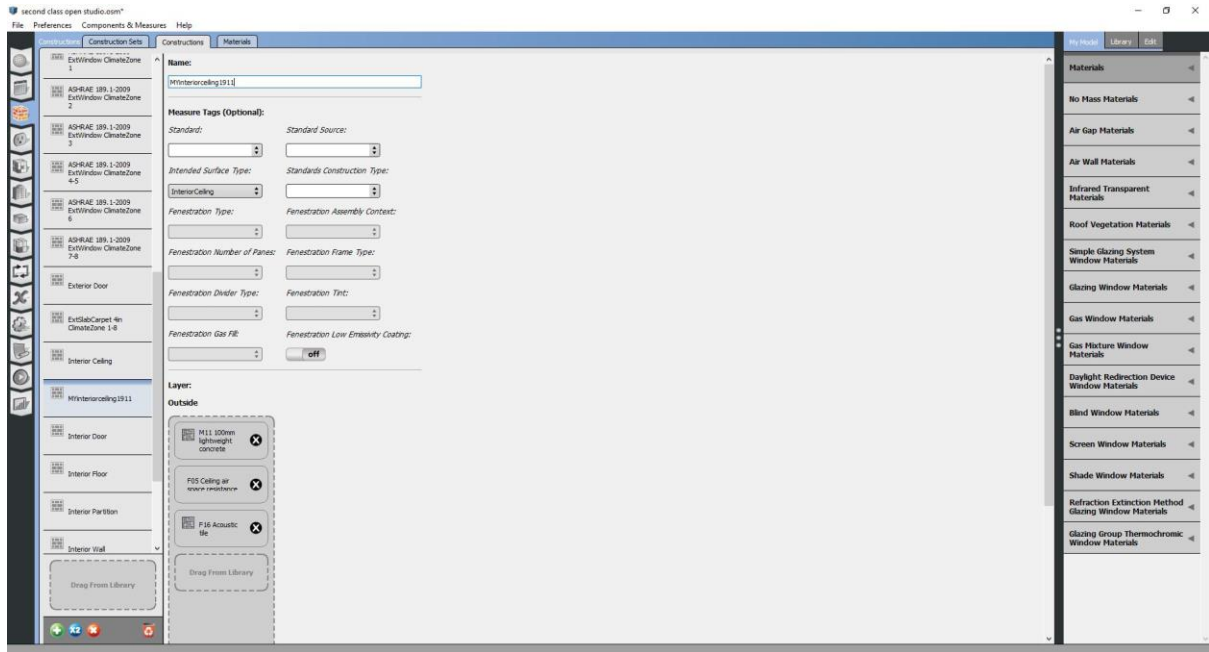 second class open studio.osm*
File Preferences Components & Measures Help
Constructions
Construction Sets
Constructions
Materials
My Model
Library
Edit
ExtWindow ClimateZone
1
ASHRAE 189.1-2009
ExtWindow ClimateZone
2
ASHRAE 189.1-2009
ExtWindow ClimateZone
3
ASHRAE 189.1-2009
ExtWindow ClimateZone
4-5
ASHRAE 189.1-2009
ExtWindow ClimateZone
6
ASHRAE 189.1-2009
ExtWindow ClimateZone
7-8
Exterior Door
ExtSlabCarpet 4in
ClimateZone 1-8
Interior Ceiling
MYinteriorceiling1911
Interior Door
Interior Floor
Interior Partition
Interior Wall
Drag From Library
X2
Name:
MYinteriorceiling1911
Measure Tags (Optional):
Standard:
Standard Source:
Intended Surface Type:
Standards Construction Type:
InteriorCeiling
Fenestration Type:
Fenestration Assembly Context:
Fenestration Number of Panes:
Fenestration Frame Type:
Fenestration Divider Type:
Fenestration Tint:
Fenestration Gas Fill:
Fenestration Low Emissivity Coating:
off
Layer:
Outside
M11 100mm
lightweight
concrete
F05 Ceiling air
space resistance
F16 Acoustic
tile
Drag From Library
Materials
No Mass Materials
Air Gap Materials
Air Wall Materials
Infrared Transparent
Materials
Roof Vegetation Materials
Simple Glazing System
Window Materials
Glazing Window Materials
Gas Window Materials
Gas Mixture Window
Materials
Daylight Redirection Device
Window Materials
Blind Window Materials
Screen Window Materials
Shade Window Materials
Refraction Extinction Method
Glazing Window Materials
Glazing Group Thermochromic
Window Materials